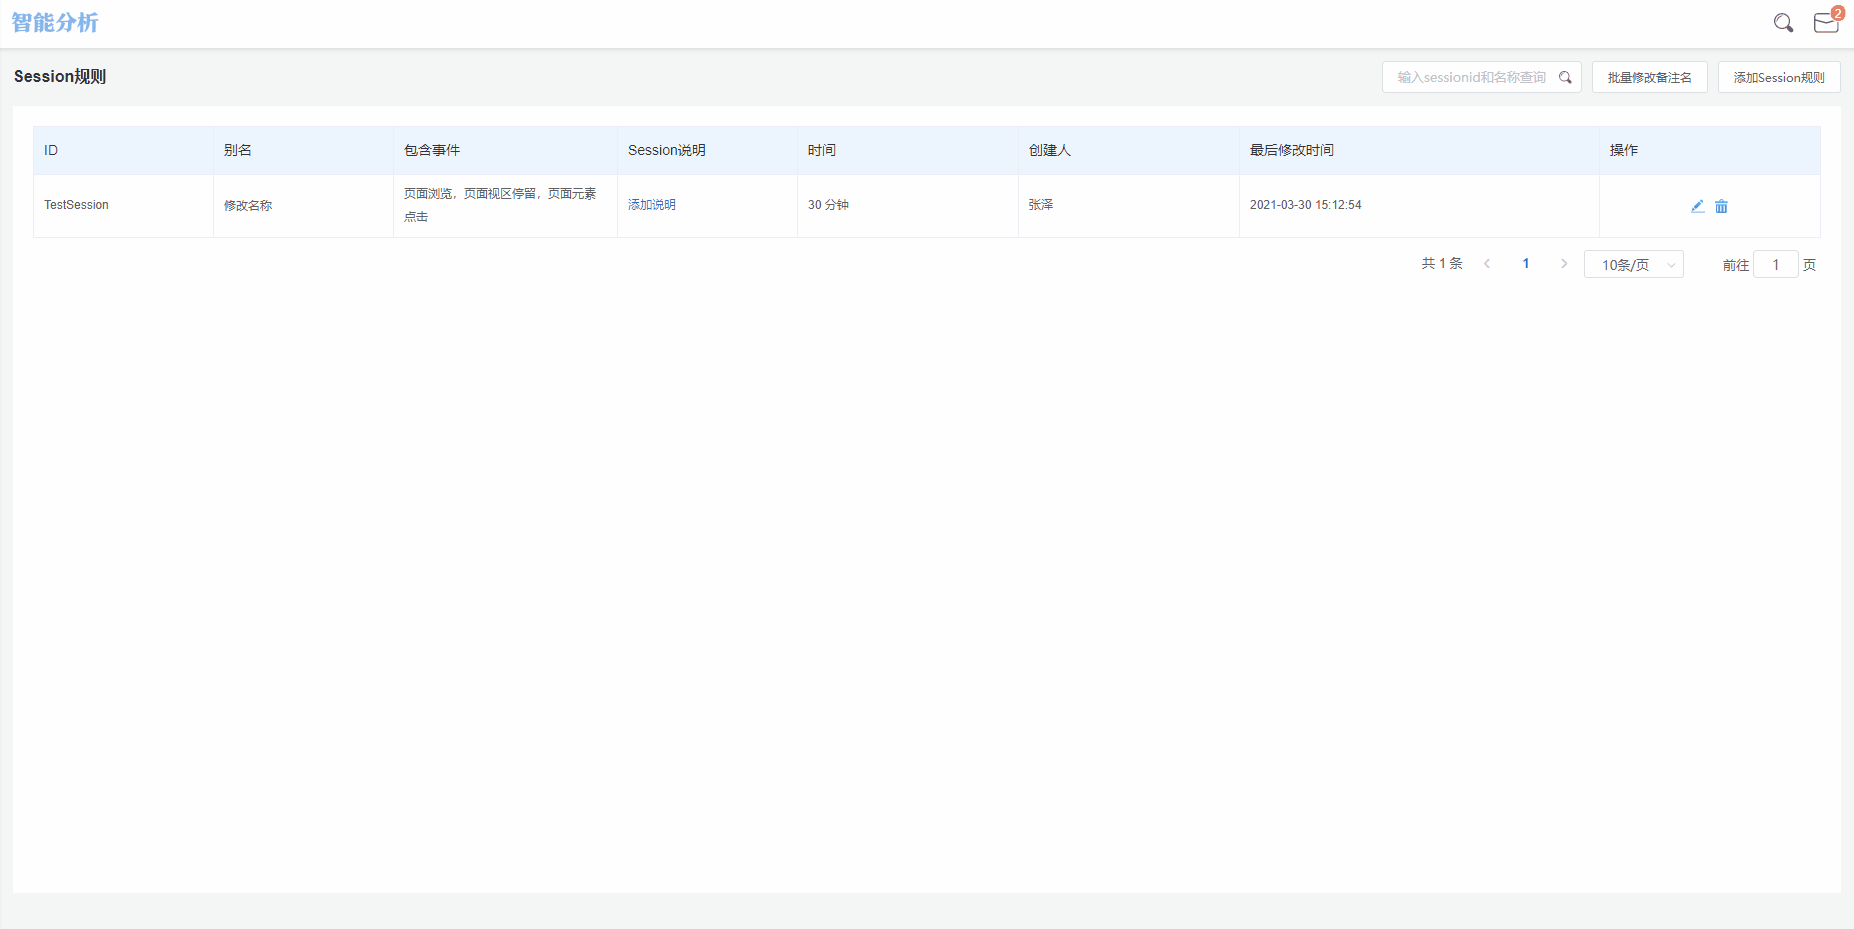 智能分析
2
Session规则
输入sessionid和名称查询
批量修改备注名
添加Session规则
ID 别名 包含事件 Session说明 时间 创建人 最后修改时间 操作
TestSession 修改名称 页面浏览，页面视区停留，页面元素点击 添加说明 30 分钟 张泽 2021-03-30 15:12:54
共 1 条 1 10条/页 前往 1 页